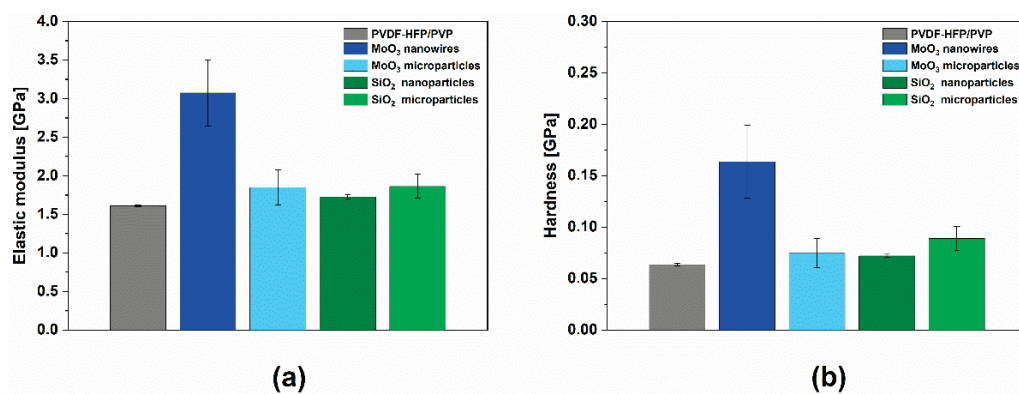 4.0
3.5
3.0
2.5
2.0
1.5
1.0
0.5
0.0
Elastic modulus [GPa]
PVDF-HFP/PVP
MoO₃ nanowires
MoO₃ microparticles
SiO₂ nanoparticles
SiO₂ microparticles
(a)
0.30
0.25
0.20
0.15
0.10
0.05
0.00
Hardness [GPa]
PVDF-HFP/PVP
MoO₃ nanowires
MoO₃ microparticles
SiO₂ nanoparticles
SiO₂ microparticles
(b)